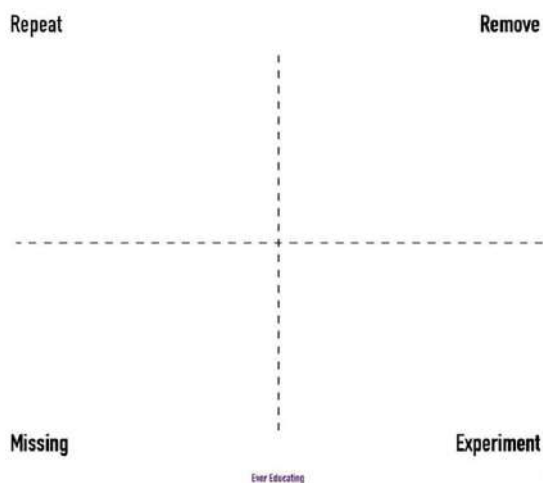 Repeat
Remove
Missing
Experiment
Ever Educating